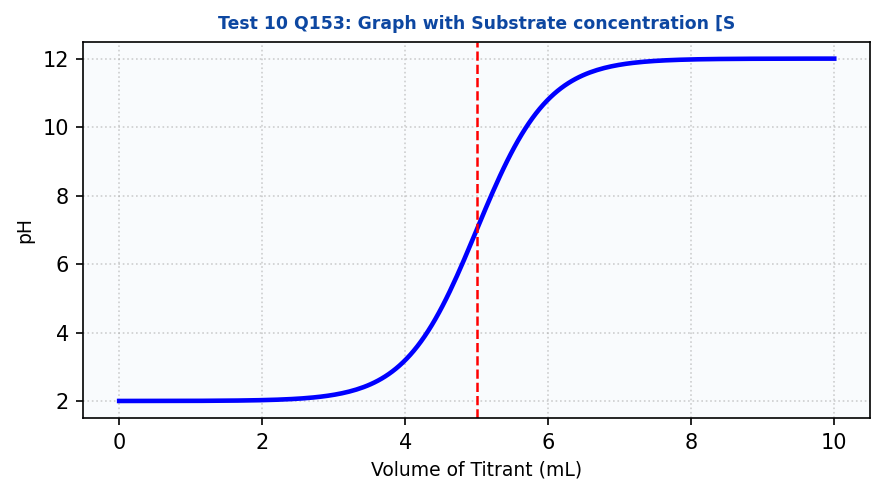 Test 10 Q153: Graph with Substrate concentration [S
12
10
8
6
4
2
pH
0 2 4 6 8 10
Volume of Titrant (mL)